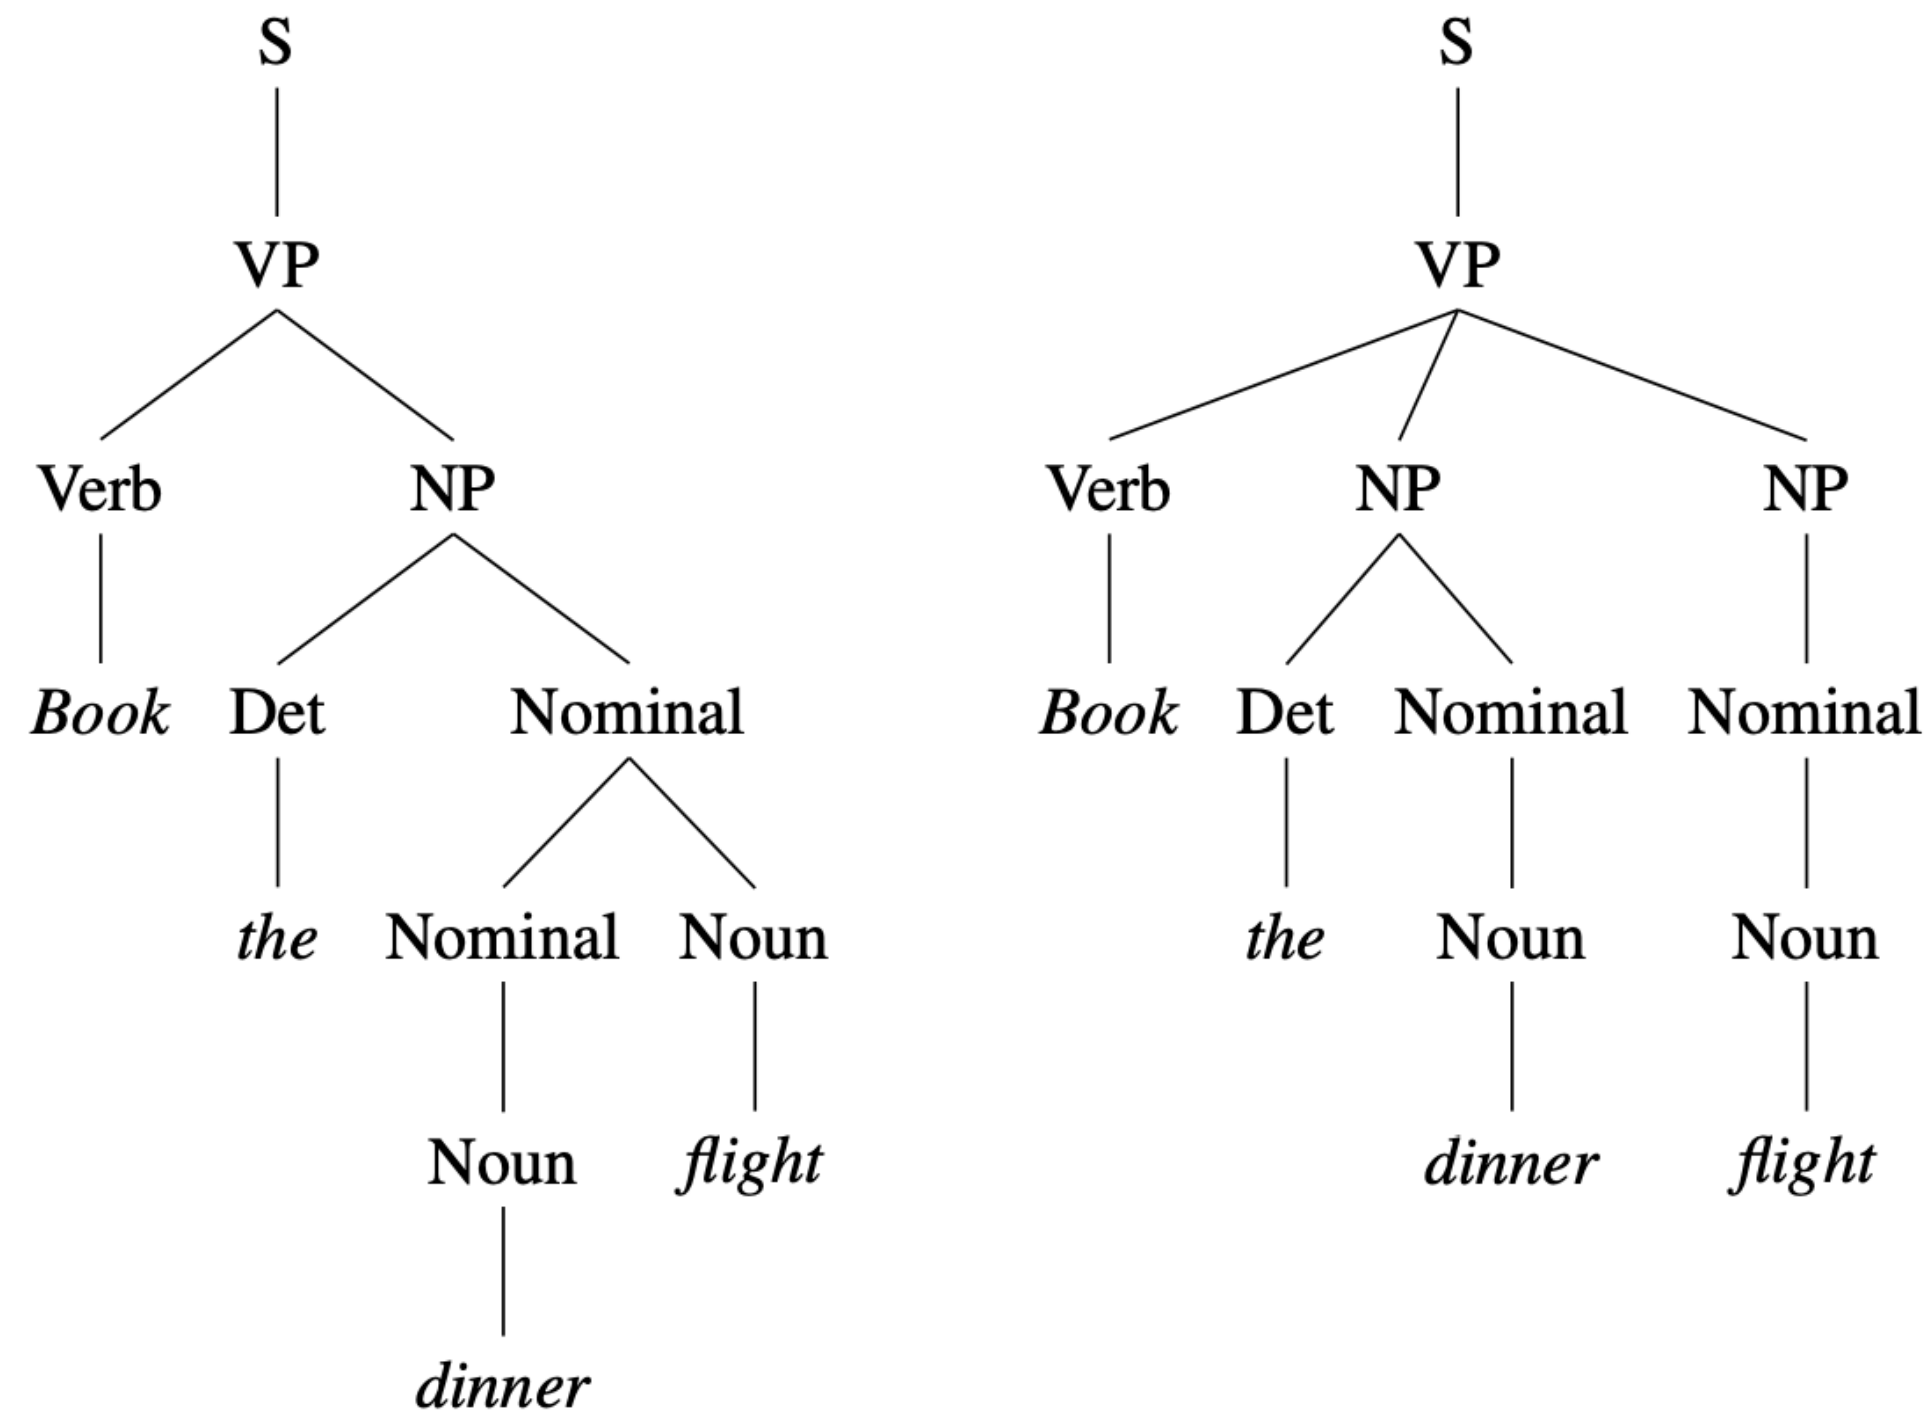 S S
VP VP
Verb NP Verb NP NP
Book Det Nominal Book Det Nominal Nominal
the Nominal Noun the Noun Noun
Noun flight dinner flight
dinner